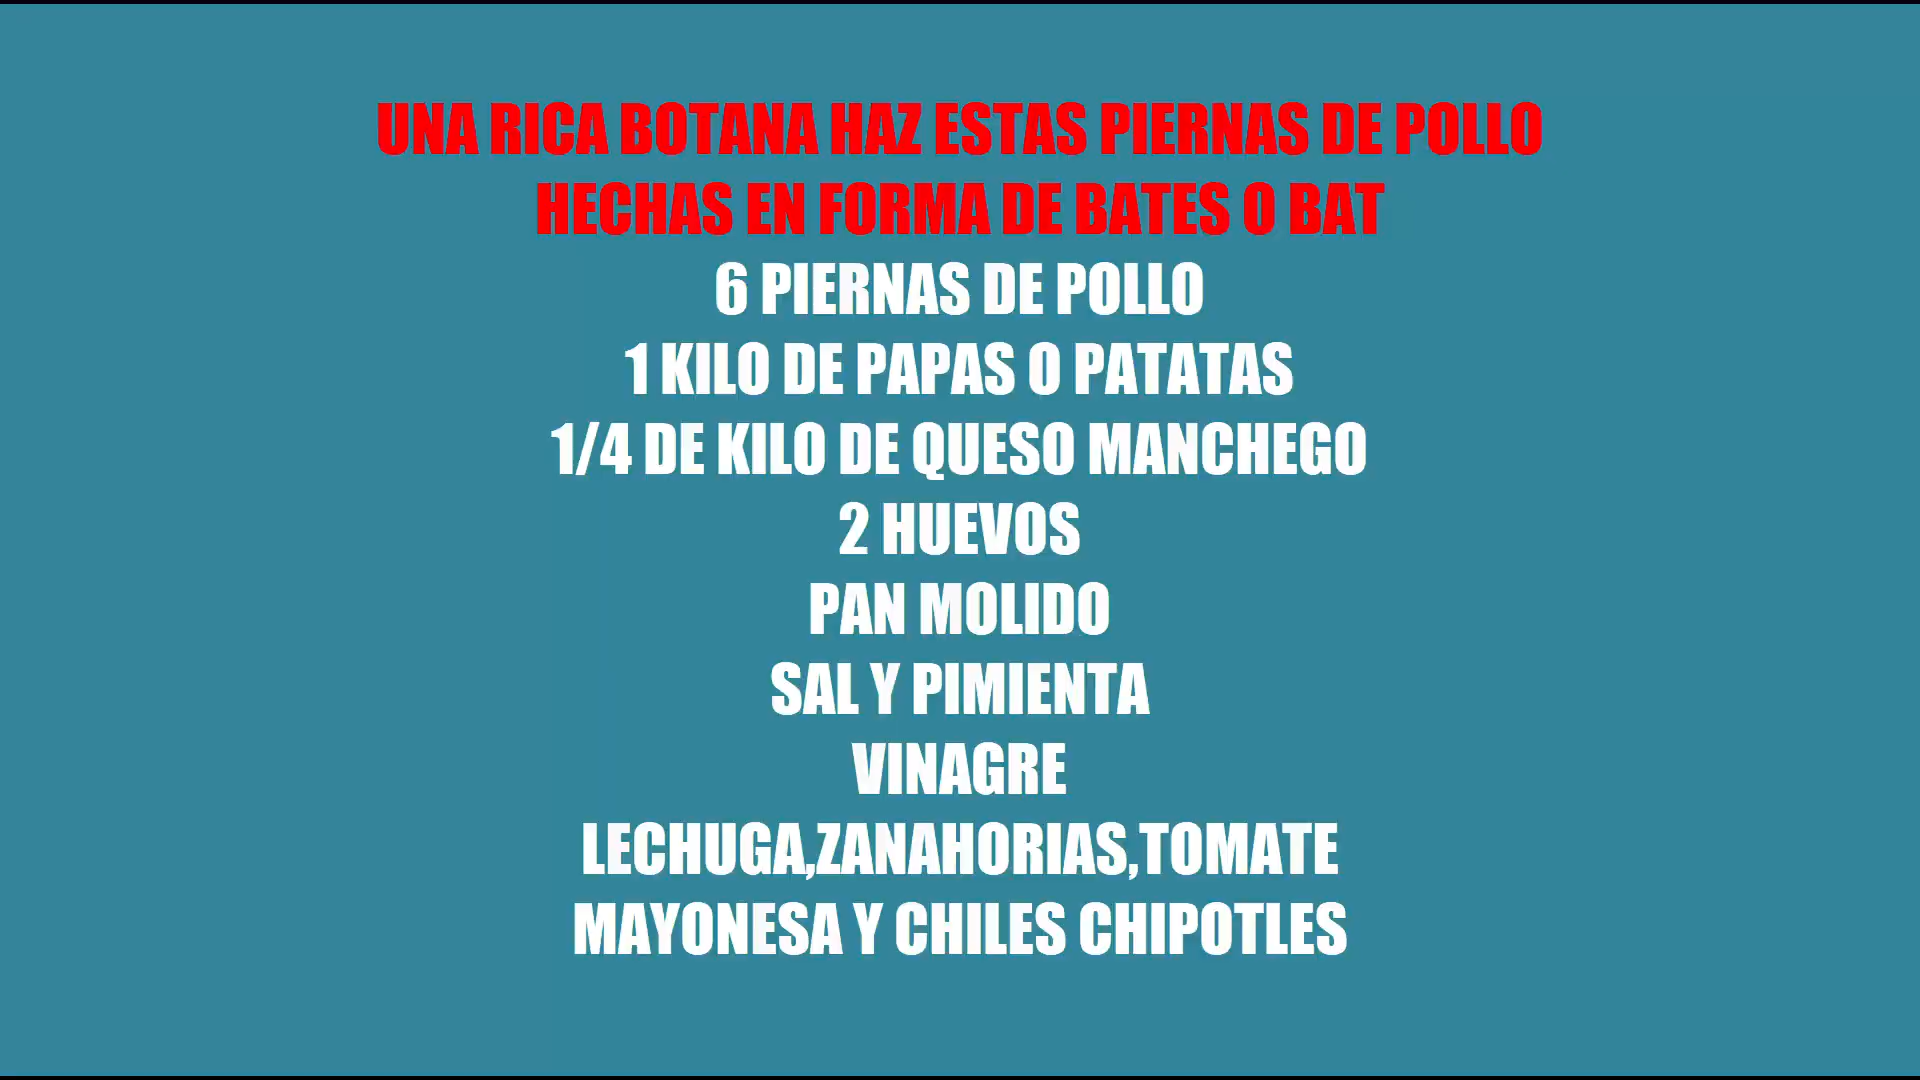 UNA RICA BOTANA HAZ ESTAS PIERNAS DE POLLO
HECHAS EN FORMA DE BATES O BAT
6 PIERNAS DE POLLO
1 KILO DE PAPAS O PATATAS
1/4 DE KILO DE QUESO MANCHEGO
2 HUEVOS
PAN MOLIDO
SAL Y PIMIENTA
VINAGRE
LECHUGA,ZANAHORIAS,TOMATE
MAYONESA Y CHILES CHIPOTLES